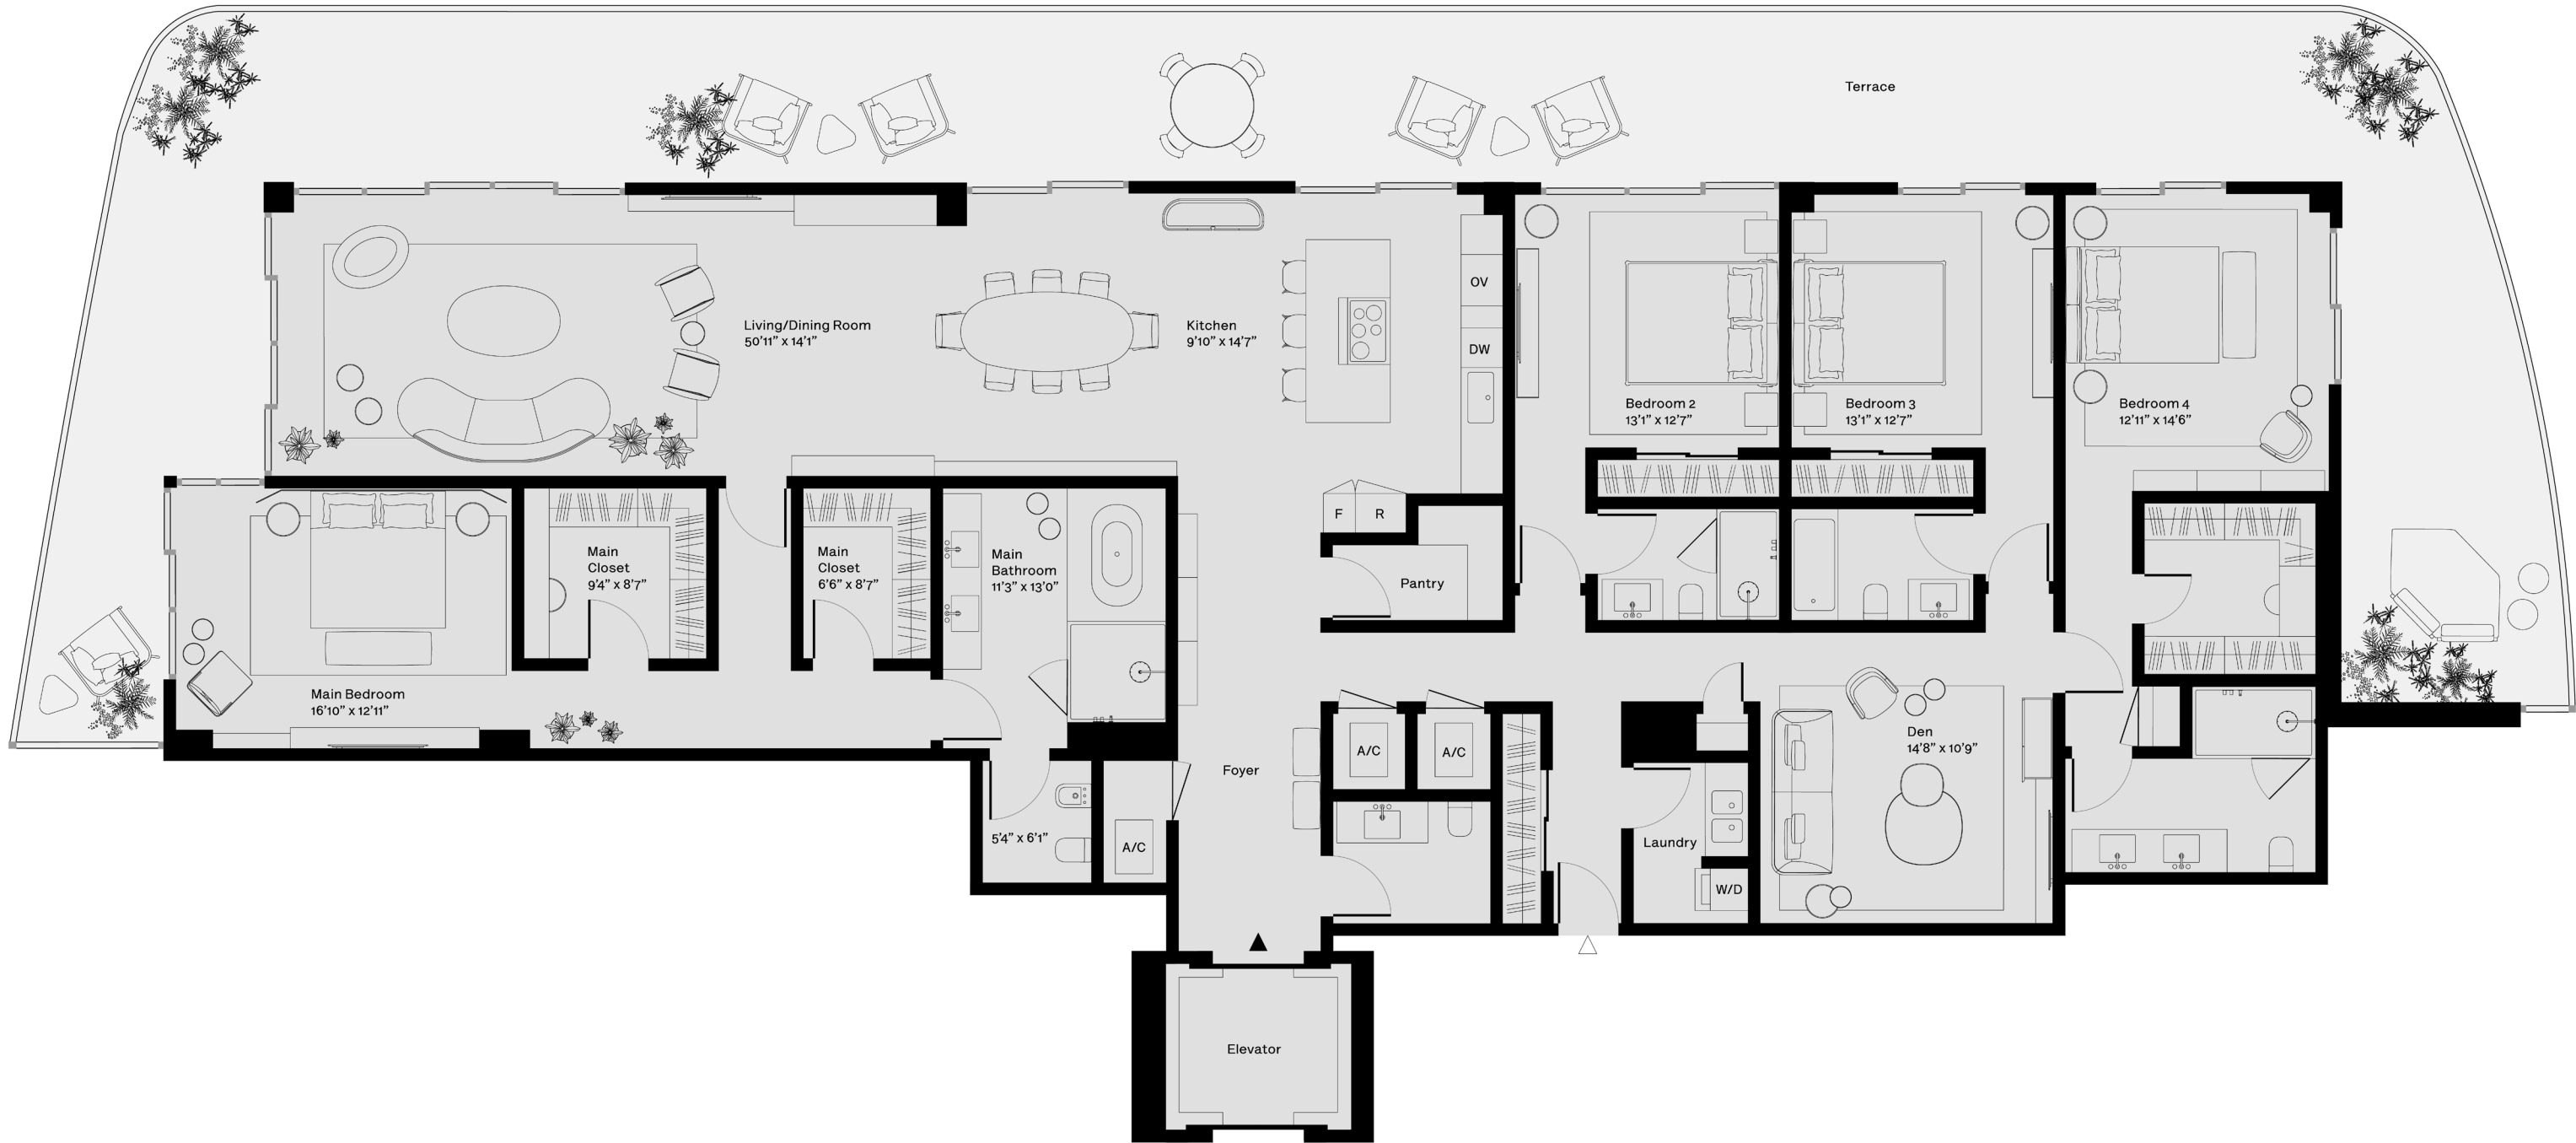 Terrace
Living/Dining Room
50'11" x 14'1"
Kitchen
9'10" x 14'7"
OV
DW
Bedroom 2
13'1" x 12'7"
Bedroom 3
13'1" x 12'7"
Bedroom 4
12'11" x 14'6"
F
R
Pantry
Main
Closet
9'4" x 8'7"
Main
Closet
6'6" x 8'7"
Main
Bathroom
11'3" x 13'0"
Main Bedroom
16'10" x 12'11"
Foyer
A/C
A/C
Den
14'8" x 10'9"
5'4" x 6'1"
A/C
Laundry
W/D
Elevator